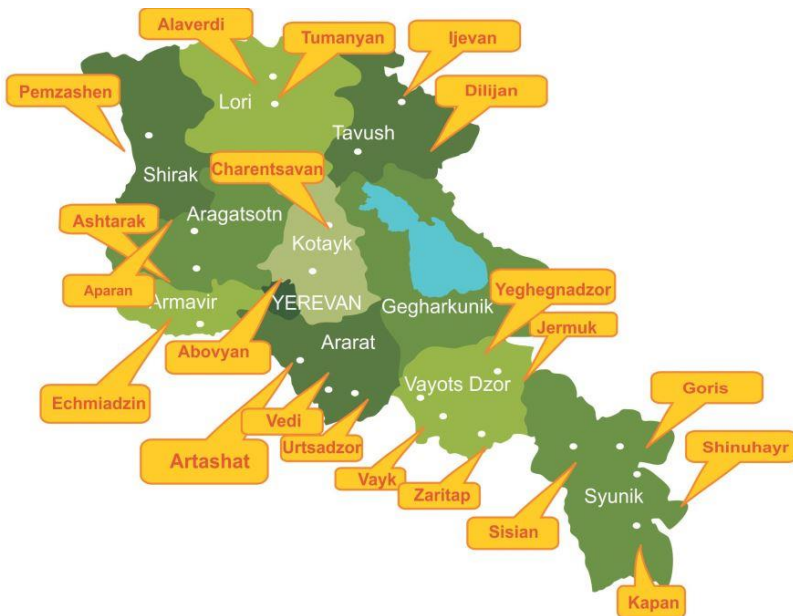 Alaverdi
Tumanyan
Ijevan
Pemzashen
Dilijan
Lori
Tavush
Charentsavan
Shirak
Ashtarak
Aragatsotn
Kotayk
Aparan
Armavir
YEREVAN
Gegharkunik
Yeghegnadzor
Jermuk
Abovyan
Ararat
Echmiadzin
Vayots Dzor
Goris
Vedi
Urtsadzor
Shinuhayr
Artashat
Vayk
Zaritap
Syunik
Sisian
Kapan